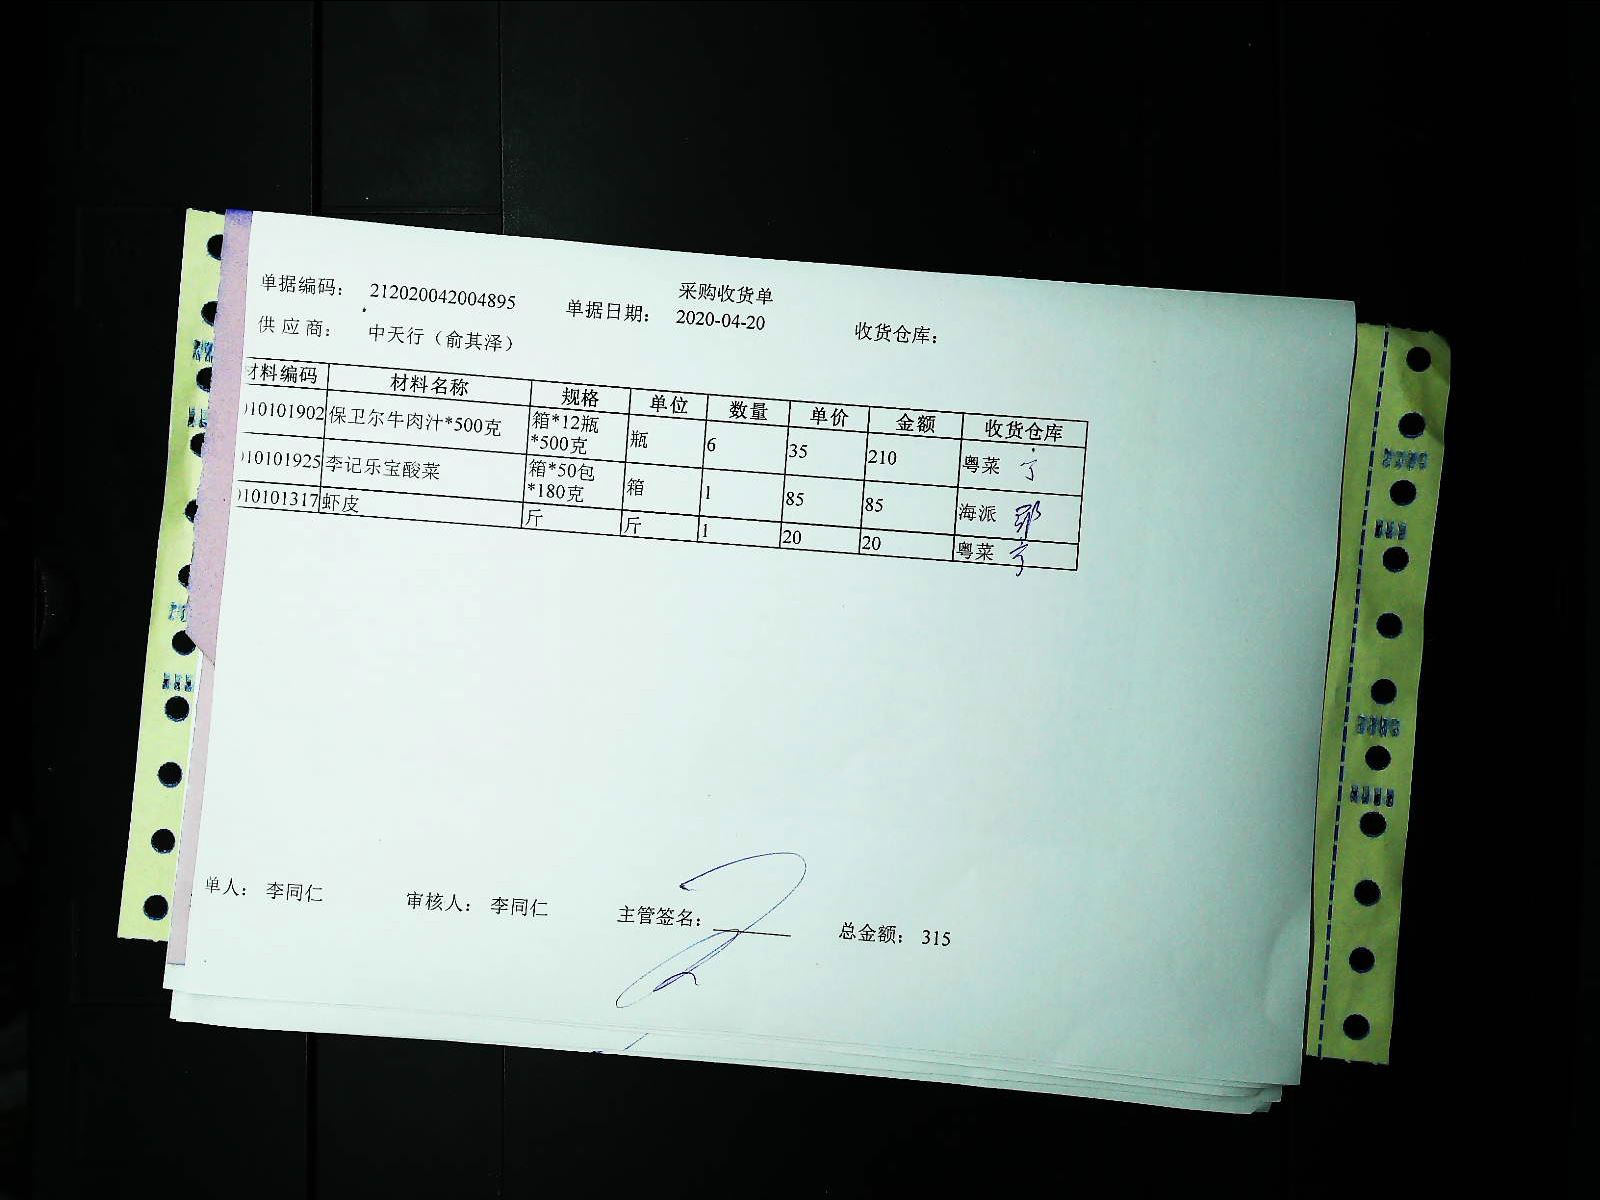 采购收货单
单据编码: 212020042004895 单据日期: 2020-04-20 收货仓库:
供应商: 中天行（俞其泽）
材料编码 材料名称 规格 单位 数量 单价 金额 收货仓库
10101902 保卫尔牛肉汁*500克 箱*12瓶*500克 瓶 6 35 210 粤菜
10101925 李记乐宝酸菜 箱*50包*180克 箱 1 85 85 海派
10101317 虾皮 斤 斤 1 20 20 粤菜
单人: 李同仁 审核人: 李同仁 主管签名: 总金额: 315